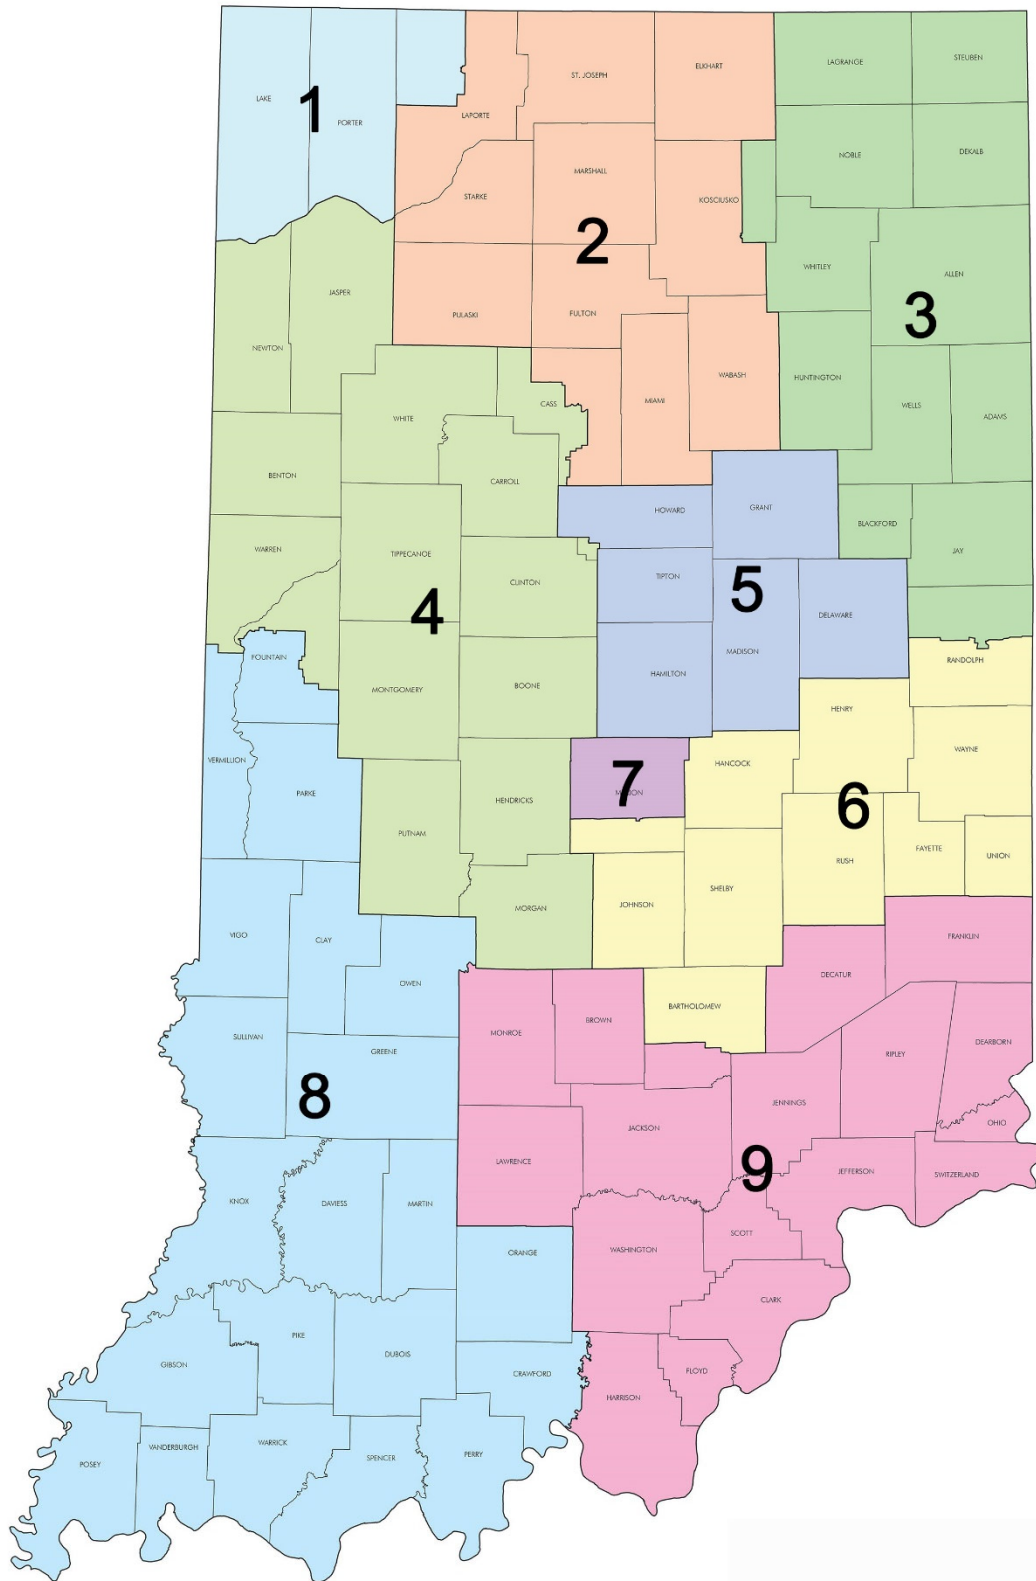 LAGRANGE
STEUBEN
ELKHART
ST. JOSEPH
LAKE
1
PORTER
LAPORTE
NOBLE
DEKALB
MARSHALL
STARKE
KOSCIUSKO
2
WHITLEY
ALLEN
JASPER
PULASKI
FULTON
3
NEWTON
WABASH
HUNTINGTON
MIAMI
CASS
WHITE
WELLS
ADAMS
BENTON
CARROLL
HOWARD
GRANT
BLACKFORD
WARREN
TIPPECANOE
JAY
CLINTON
TIPTON
5
4
DELAWARE
FOUNTAIN
MADISON
RANDOLPH
HAMILTON
MONTGOMERY
BOONE
HENRY
WAYNE
VERMILLION
HANCOCK
7
PARKE
HENDRICKS
6
PUTNAM
FAYETTE
UNION
RUSH
SHELBY
JOHNSON
MORGAN
VIGO
CLAY
FRANKLIN
DECATUR
OWEN
BARTHOLOMEW
BROWN
MONROE
SULLIVAN
GREENE
RIPLEY
DEARBORN
8
JENNINGS
OHIO
JACKSON
LAWRENCE
9
JEFFERSON
SWITZERLAND
KNOX
DAVIESS
MARTIN
SCOTT
WASHINGTON
ORANGE
CLARK
PIKE
DUBOIS
GIBSON
CRAWFORD
FLOYD
HARRISON
WARRICK
VANDERBURGH
PERRY
SPENCER
POSEY